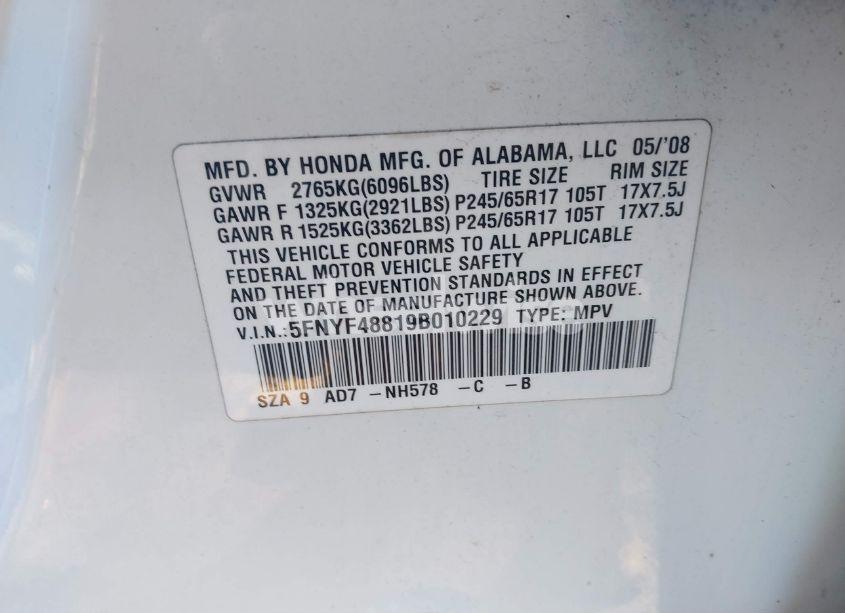 MFD. BY HONDA MFG. OF ALABAMA, LLC 05/'08
GVWR 2765KG(6096LBS) TIRE SIZE RIM SIZE
GAWR F 1325KG(2921LBS) P245/65R17 105T 17X7.5J
GAWR R 1525KG(3362LBS) P245/65R17 105T 17X7.5J
THIS VEHICLE CONFORMS TO ALL APPLICABLE
FEDERAL MOTOR VEHICLE SAFETY
AND THEFT PREVENTION STANDARDS IN EFFECT
ON THE DATE OF MANUFACTURE SHOWN ABOVE.
V.I.N.:5FNYF48819B010229 TYPE: MPV
SZA 9 AD7 -NH578 -C -B